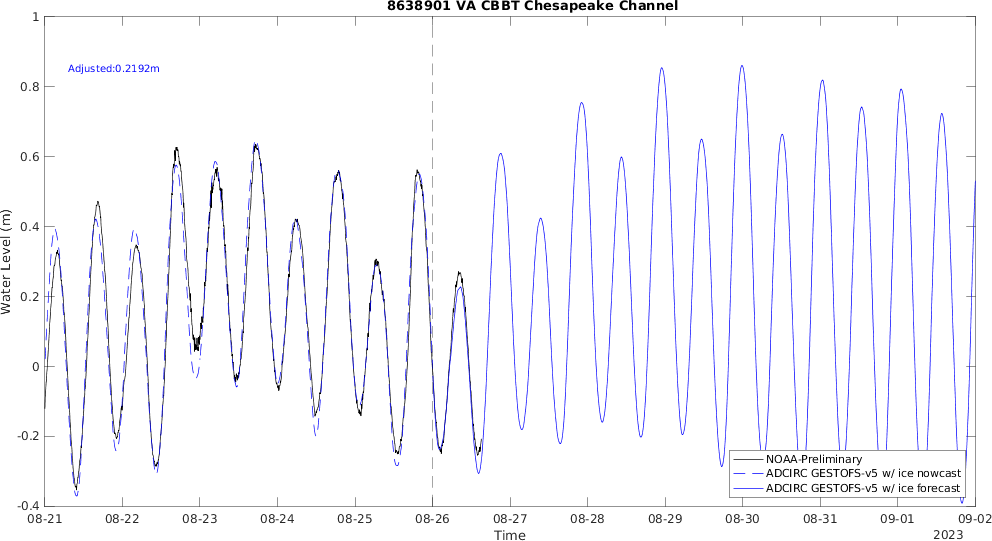 8638901 VA CBBT Chesapeake Channel
Adjusted:0.2192m
Water Level (m)
1
0.8
0.6
0.4
0.2
0
-0.2
-0.4
NOAA-Preliminary
ADCIRC GESTOFS-v5 w/ ice nowcast
ADCIRC GESTOFS-v5 w/ ice forecast
08-21 08-22 08-23 08-24 08-25 08-26 08-27 08-28 08-29 08-30 08-31 09-01 09-02
Time
2023